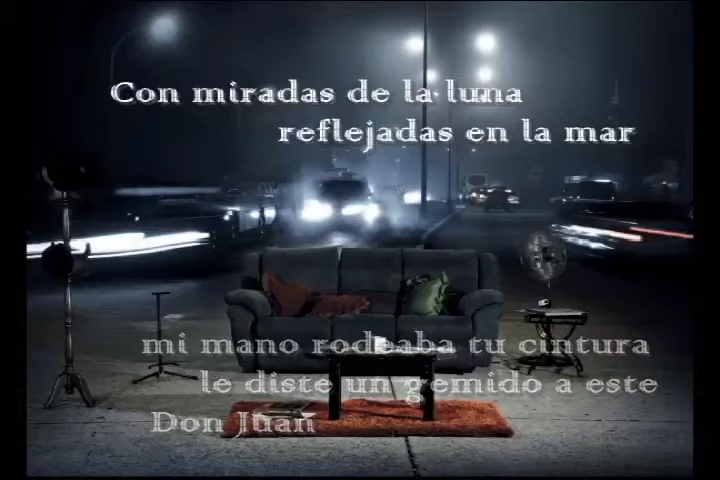 Con miradas de la luna
reflejadas en la mar
mi mano rodeaba tu cintura
le diste un gemido a este
Don Juan